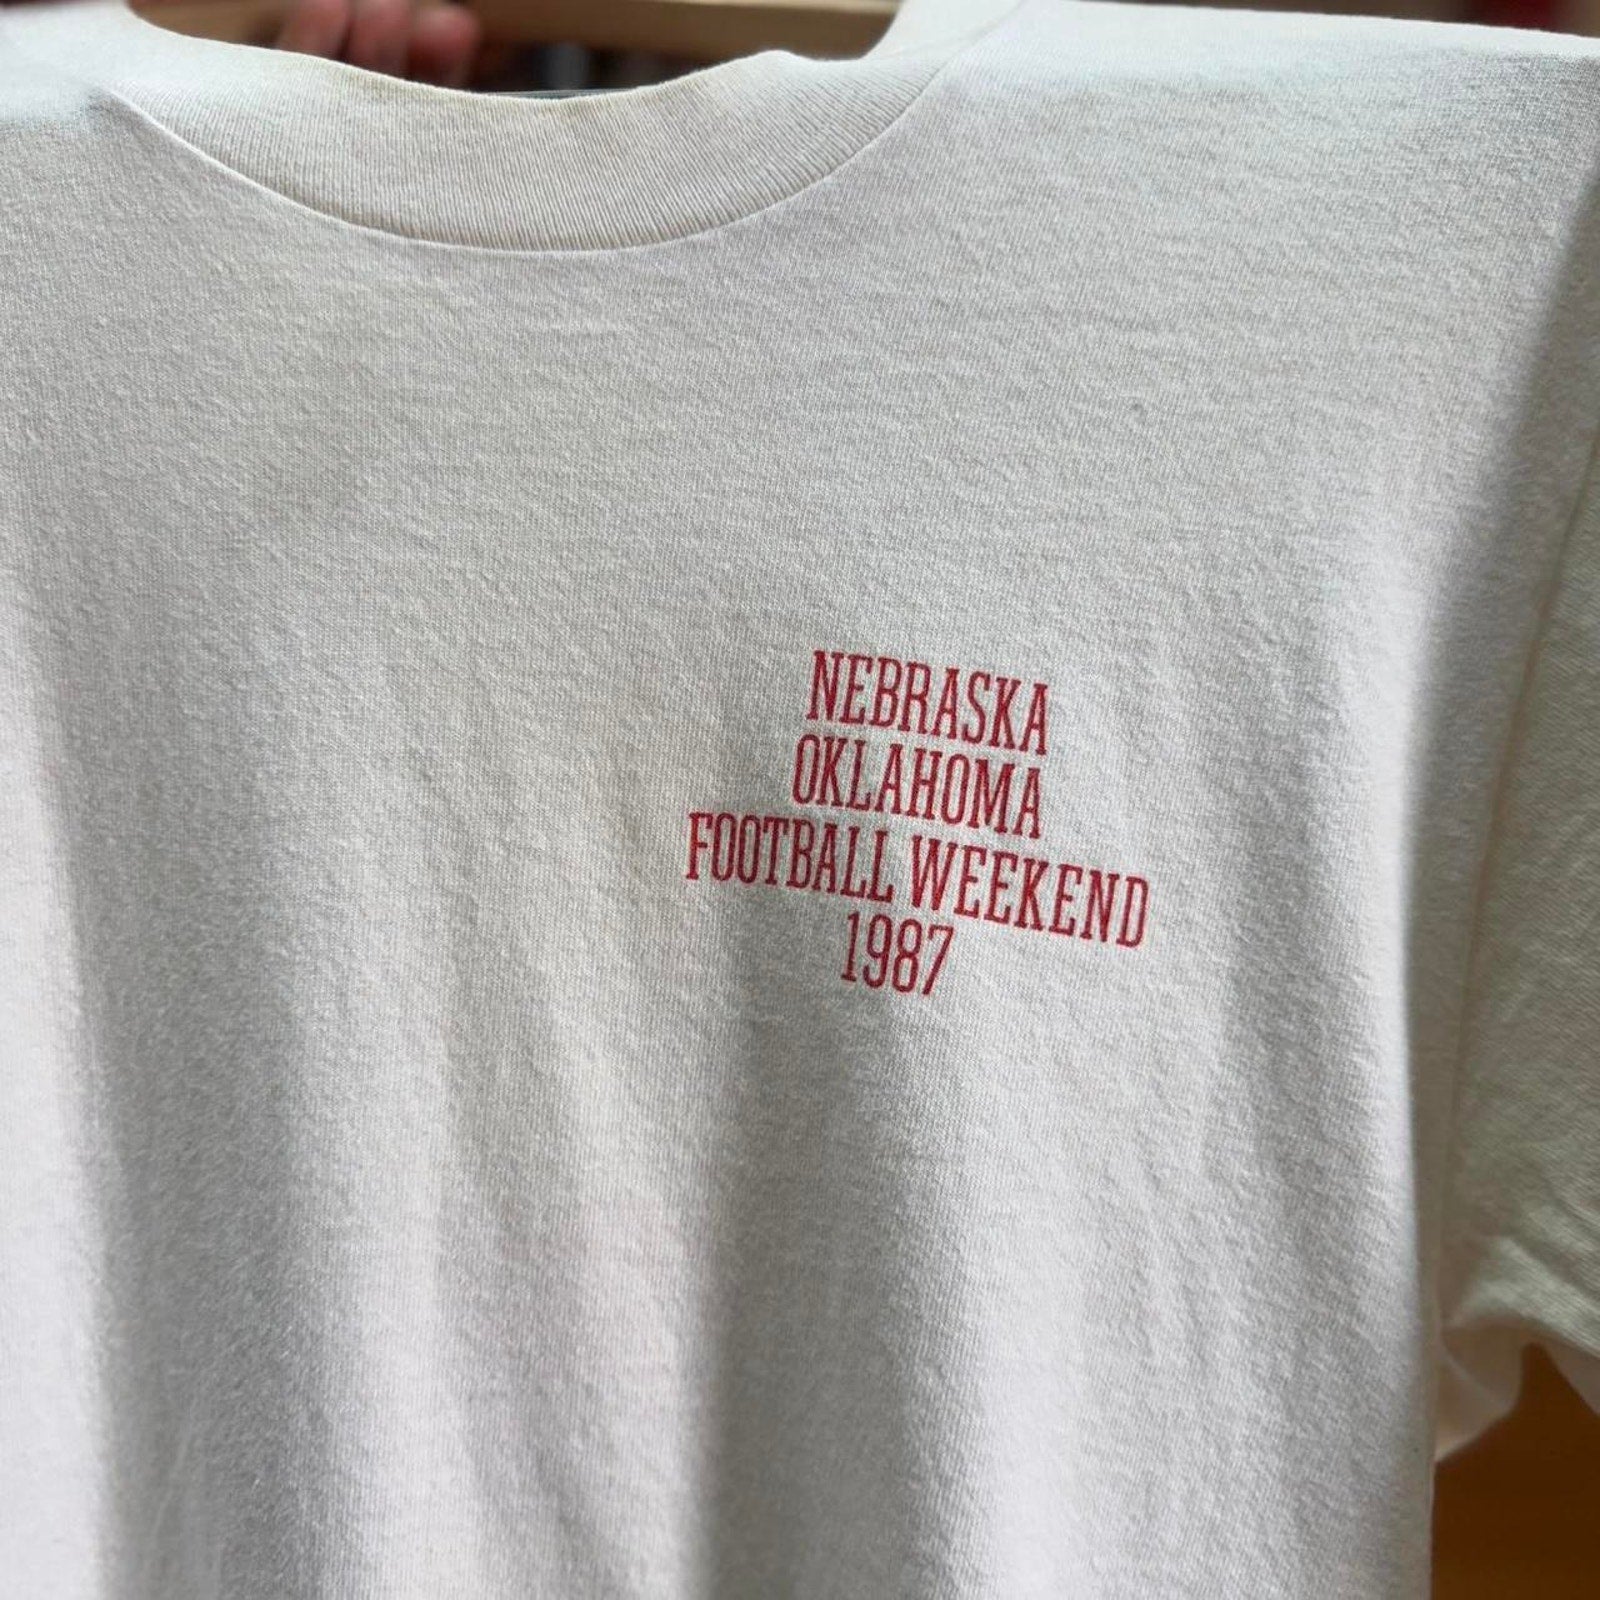 NEBRASKA
OKLAHOMA
FOOTBALL WEEKEND
1987